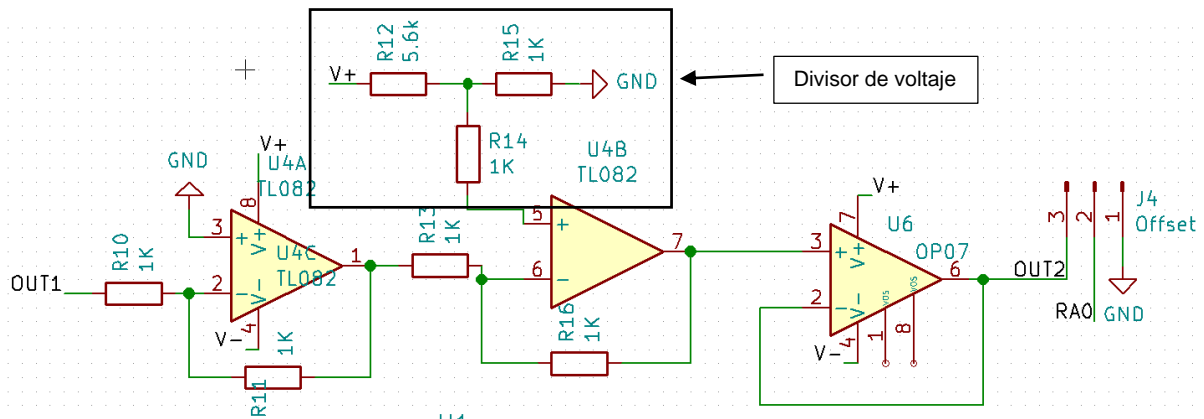 R12
5.6k
R15
1K
V+
GND
Divisor de voltaje
R14
1K
U4B
TL082
GND
V+
U4A
TL082
8
3
+
V+
U4C
TL082
1
R10
1K
OUT1
2
−
V-
4
V-
R11
1K
R13
1K
5
+
6
−
7
R16
1K
V+
7
U6
OP07
3
+
V+
6
2
−
V-
4
V-
VOS
VOS
1
8
OUT2
3
2
1
J4
Offset
RA0
GND